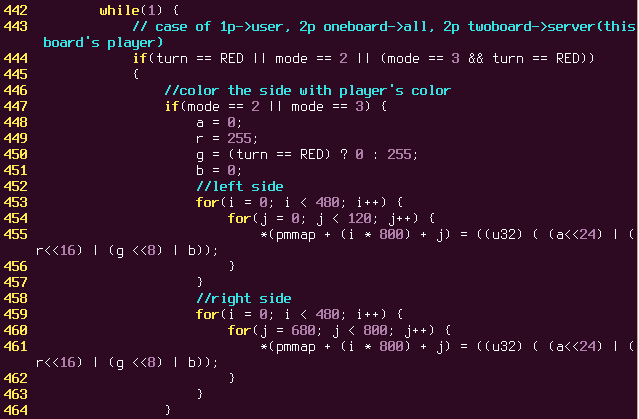 442         while(1) {
443             // case of 1p->user, 2p oneboard->all, 2p twoboard->server(this
 board's player)
444             if(turn == RED || mode == 2 || (mode == 3 && turn == RED))
445             {
446                 //color the side with player's color
447                 if(mode == 2 || mode == 3) {
448                     a = 0;
449                     r = 255;
450                     g = (turn == RED) ? 0 : 255;
451                     b = 0;
452                     //left side
453                     for(i = 0; i < 480; i++) {
454                         for(j = 0; j < 120; j++) {
455                             *(pmmap + (i * 800) + j) = ((u32) ( (a<<24) | (
r<<16) | (g <<8) | b));
456                         }
457                     }
458                     //right side
459                     for(i = 0; i < 480; i++) {
460                         for(j = 680; j < 800; j++) {
461                             *(pmmap + (i * 800) + j) = ((u32) ( (a<<24) | (
r<<16) | (g <<8) | b));
462                         }
463                     }
464                 }